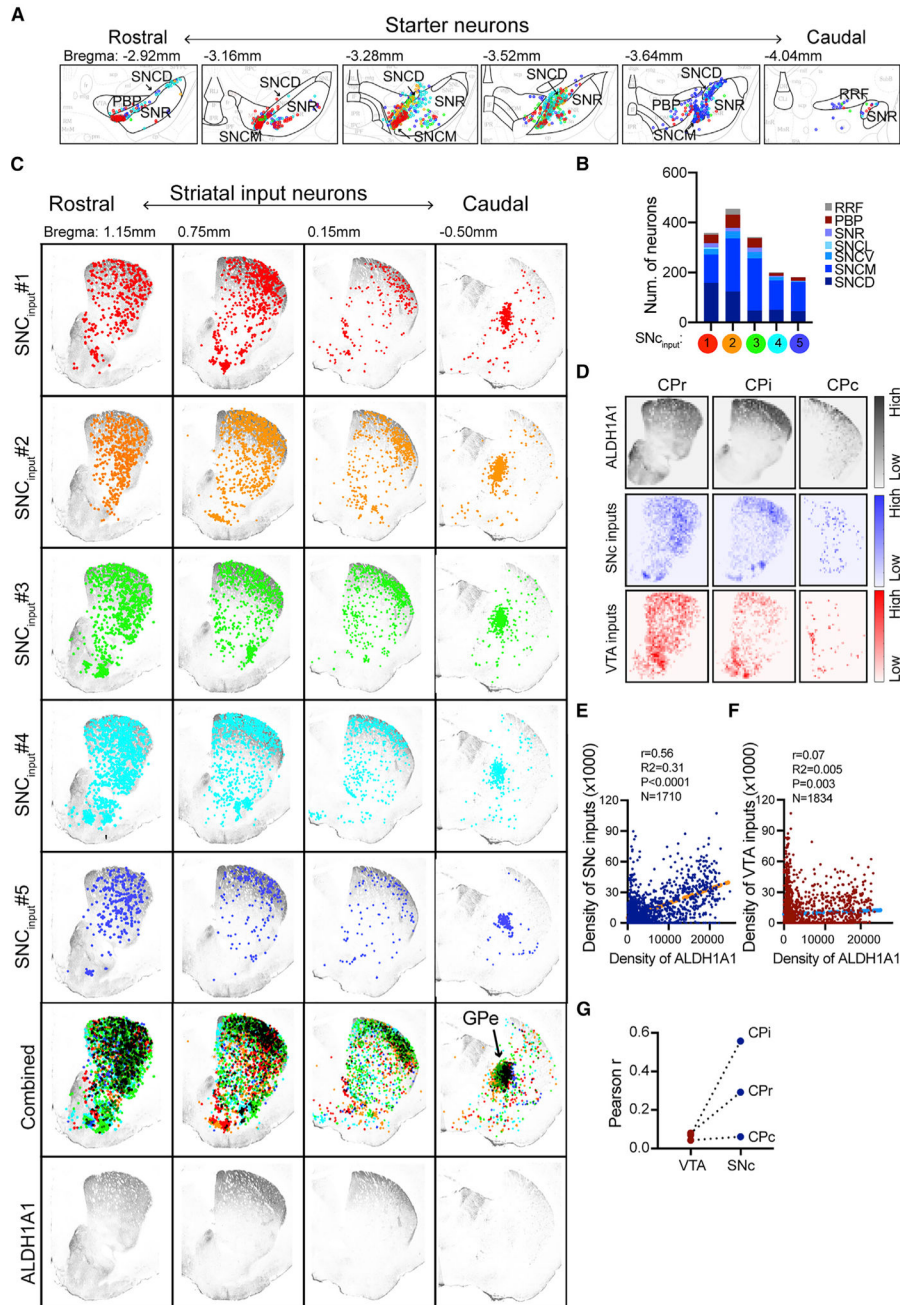 A
Starter neurons
Rostral
Caudal
Bregma: -2.92mm
-3.16mm
-3.28mm
-3.52mm
-3.64mm
-4.04mm
SNCD
PBP
SNR
SNCD
SNR
SNCM
SNCD
SNR
SNCM
SNCD
SNR
SNCD
PBP
SNR
SNCM
RRF
SNR
C
Striatal input neurons
Rostral
Caudal
Bregma: 1.15mm
0.75mm
0.15mm
-0.50mm
SNCinput#1
SNCinput#2
SNCinput#3
SNCinput#4
SNCinput#5
Combined
GPe
ALDH1A1
B
Num. of neurons
600
400
200
0
RRF
PBP
SNR
SNCL
SNCV
SNCM
SNCD
SNcinput:
1
2
3
4
5
D
CPr
CPi
CPc
ALDH1A1
SNc inputs
VTA inputs
High
Low
High
Low
High
Low
E
r=0.56
R2=0.31
P<0.0001
N=1710
Density of SNc inputs (x1000)
120
90
60
30
0
0
10000
20000
Density of ALDH1A1
F
r=0.07
R2=0.005
P=0.003
N=1834
Density of VTA inputs (x1000)
120
90
60
30
0
0
10000
20000
Density of ALDH1A1
G
Pearson r
0.6
0.4
0.2
0.0
CPi
CPr
CPc
VTA
SNc